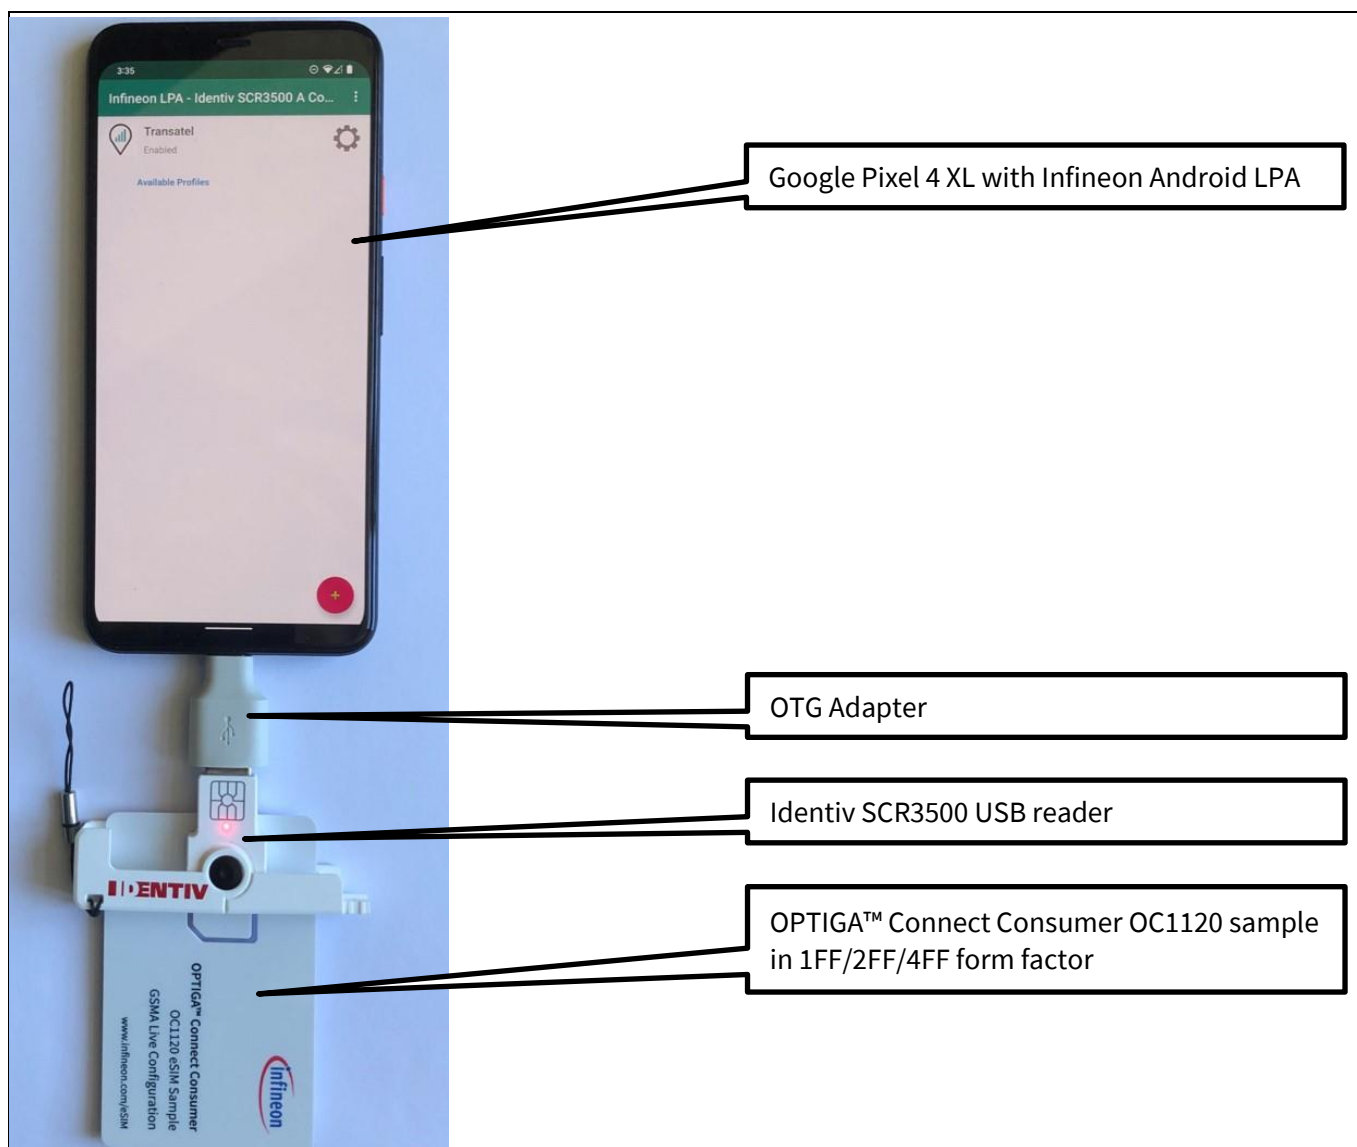 3:35
Infineon LPA - Identiv SCR3500 A Co...
Transatel
Enabled
Available Profiles
Google Pixel 4 XL with Infineon Android LPA
OTG Adapter
Identiv SCR3500 USB reader
IDENTIV
OPTIGA™ Connect Consumer OC1120 sample
in 1FF/2FF/4FF form factor
infineon
OPTIGA™ Connect Consumer
OC1120 eSIM Sample
GSMA Live Configuration
www.infineon.com/eSIM